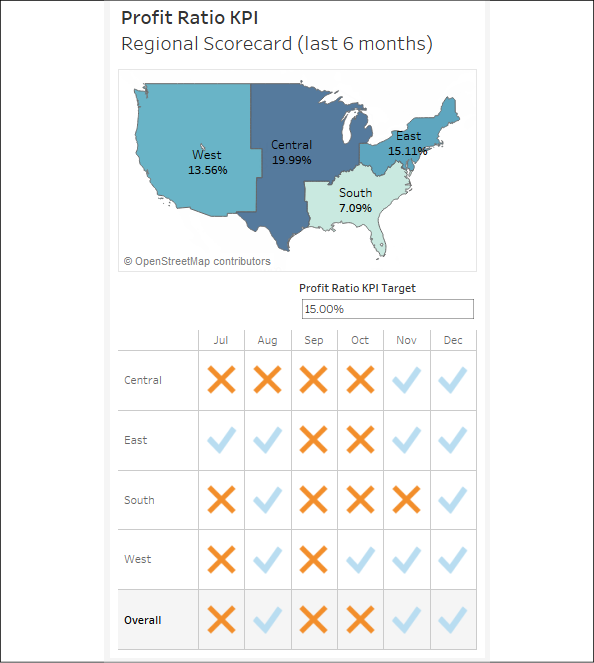 Profit Ratio KPI
Regional Scorecard (last 6 months)
West
13.56%
Central
19.99%
East
15.11%
South
7.09%
© OpenStreetMap contributors
Profit Ratio KPI Target
15.00%
Jul Aug Sep Oct Nov Dec
Central
East
South
West
Overall